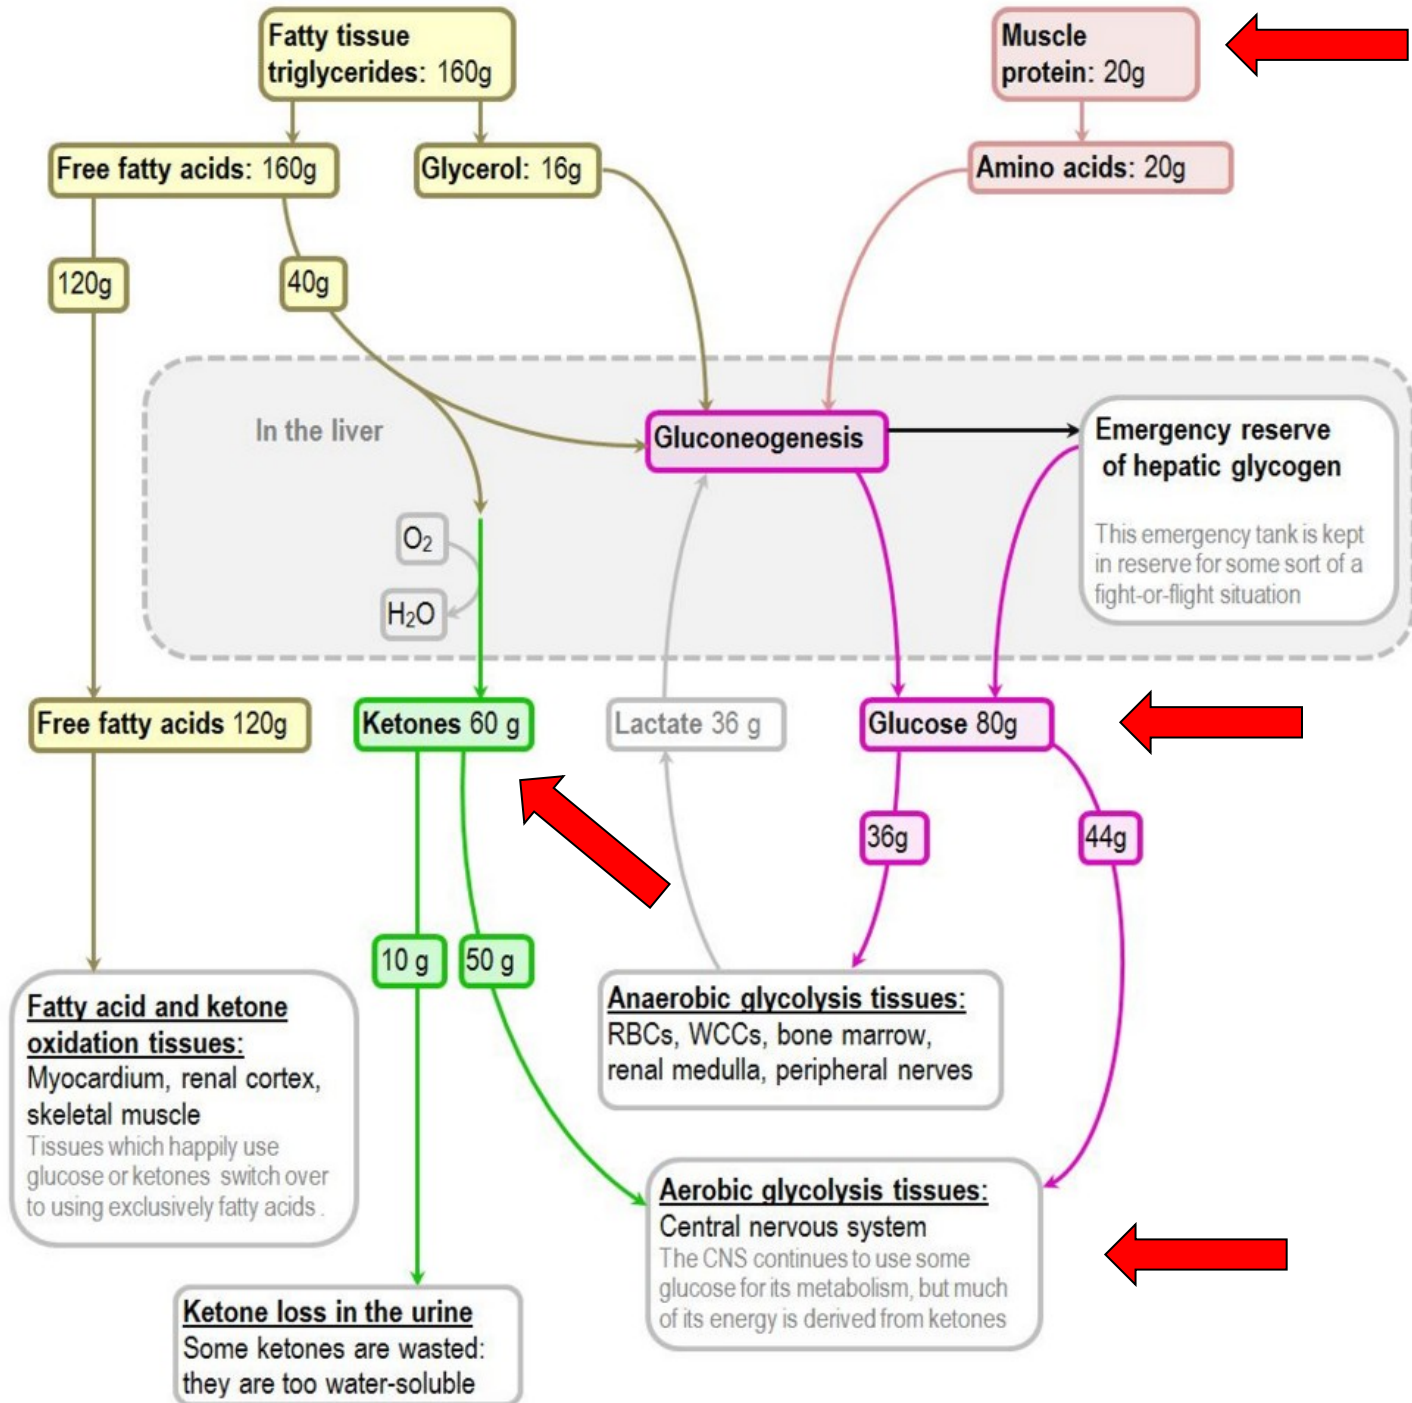 Fatty tissue
triglycerides: 160g
Muscle
protein: 20g
Free fatty acids: 160g
Glycerol: 16g
Amino acids: 20g
120g
40g
In the liver
Gluconeogenesis
Emergency reserve
of hepatic glycogen
This emergency tank is kept
in reserve for some sort of a
fight-or-flight situation
O₂
H₂O
Free fatty acids 120g
Ketones 60 g
Lactate 36 g
Glucose 80g
36g
44g
10 g
50 g
Fatty acid and ketone
oxidation tissues:
Myocardium, renal cortex,
skeletal muscle
Tissues which happily use
glucose or ketones switch over
to using exclusively fatty acids .
Anaerobic glycolysis tissues:
RBCs, WCCs, bone marrow,
renal medulla, peripheral nerves
Aerobic glycolysis tissues:
Central nervous system
The CNS continues to use some
glucose for its metabolism, but much
of its energy is derived from ketones
Ketone loss in the urine
Some ketones are wasted:
they are too water-soluble